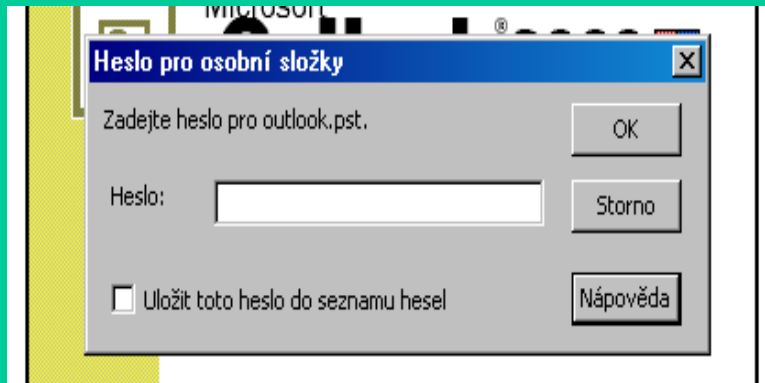 Microsoft
®
Heslo pro osobní složky
Zadejte heslo pro outlook.pst.
OK
Heslo:
Storno
Uložit toto heslo do seznamu hesel
Nápověda